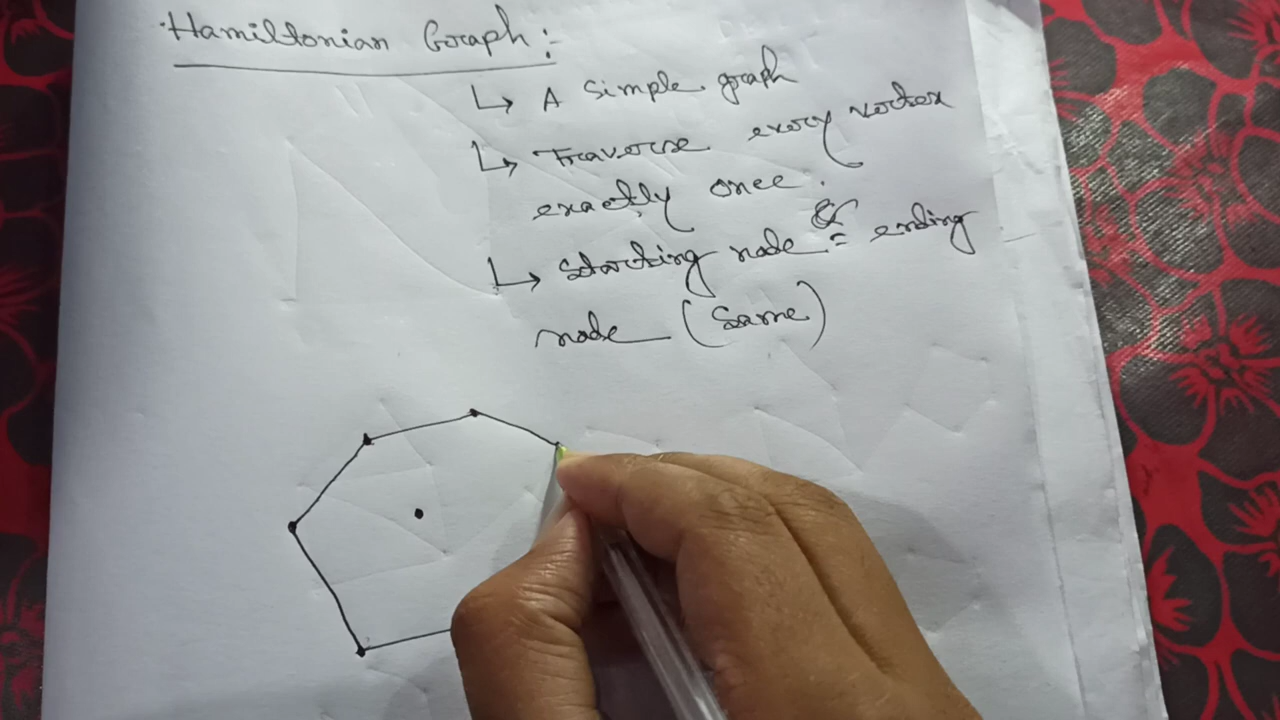 Hamiltonian Graph:-
↳ A simple graph
↳ Traverse every vertex
exactly once.
↳ Starting node & ending
node (Same)